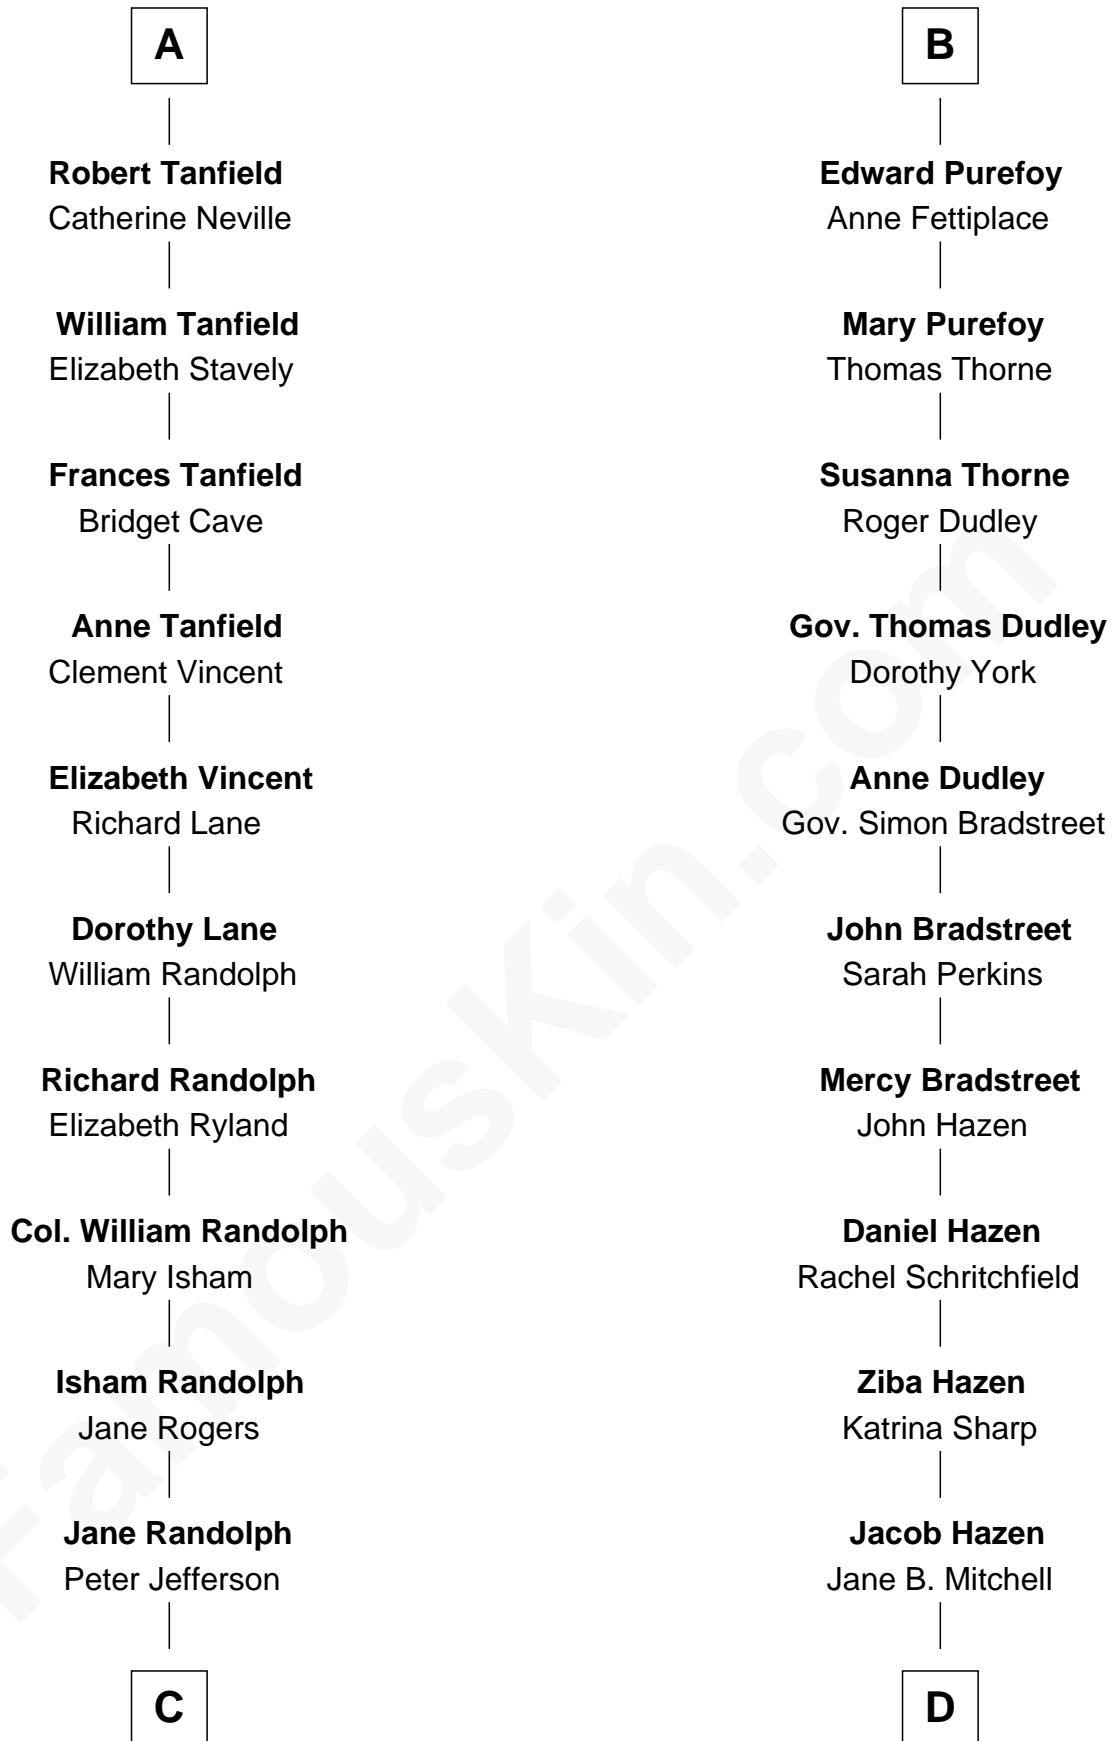 A
Robert Tanfield
Catherine Neville
William Tanfield
Elizabeth Stavely
Frances Tanfield
Bridget Cave
Anne Tanfield
Clement Vincent
Elizabeth Vincent
Richard Lane
Dorothy Lane
William Randolph
Richard Randolph
Elizabeth Ryland
Col. William Randolph
Mary Isham
Isham Randolph
Jane Rogers
Jane Randolph
Peter Jefferson
C
B
Edward Purefoy
Anne Fettiplace
Mary Purefoy
Thomas Thorne
Susanna Thorne
Roger Dudley
Gov. Thomas Dudley
Dorothy York
Anne Dudley
Gov. Simon Bradstreet
John Bradstreet
Sarah Perkins
Mercy Bradstreet
John Hazen
Daniel Hazen
Rachel Schritchfield
Ziba Hazen
Katrina Sharp
Jacob Hazen
Jane B. Mitchell
D
FamousKin.com